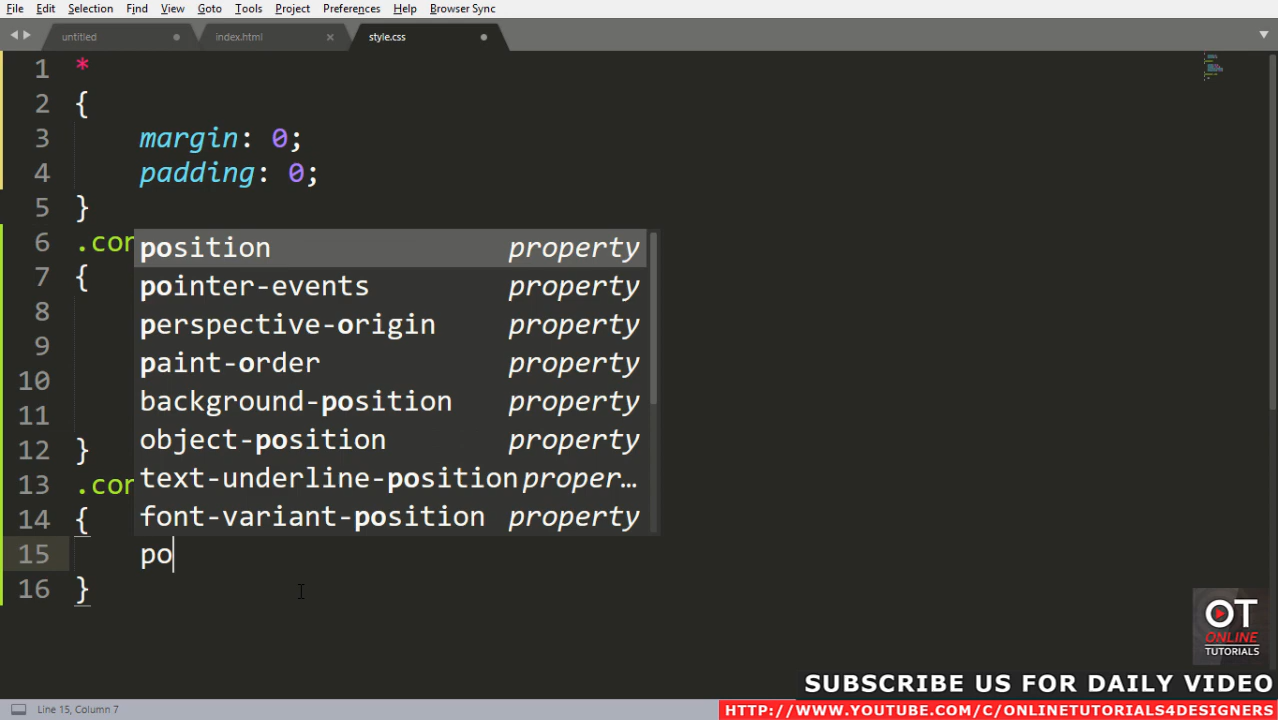 File Edit Selection Find View Goto Tools Project Preferences Help Browser Sync
untitled index.html × style.css
1 *
2 {
3 margin: 0;
4 padding: 0;
5 }
6 .con
7 {
8
9
10
11
12 }
13 .con
14 {
15 po
16 }
position property
pointer-events property
perspective-origin property
paint-order property
background-position property
object-position property
text-underline-position proper…
font-variant-position property
OT
ONLINE
TUTORIALS
SUBSCRIBE US FOR DAILY VIDEO
HTTP://WWW.YOUTUBE.COM/C/ONLINETUTORIALS4DESIGNERS
Line 15, Column 7